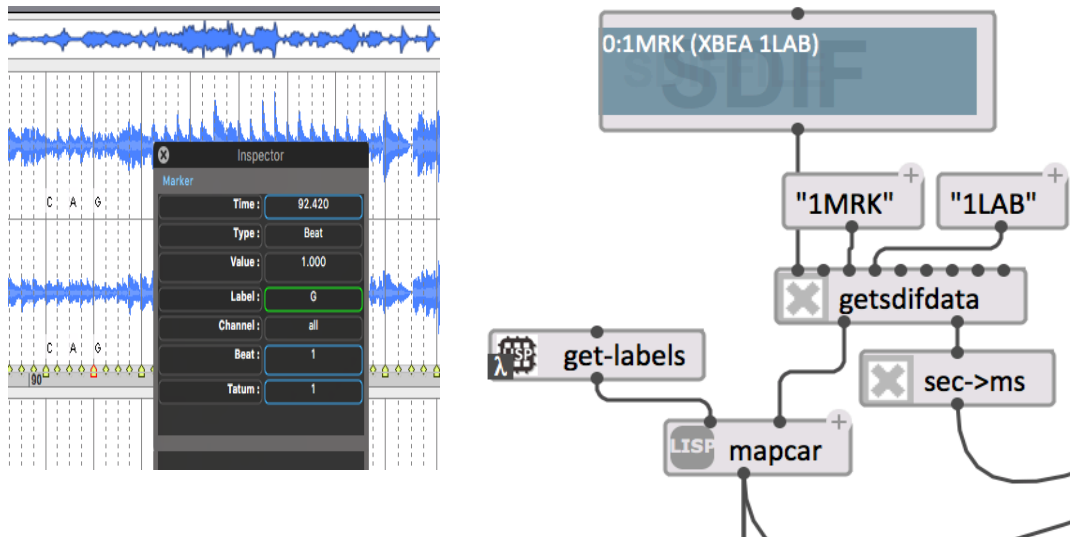 C A G
C A G
90
Inspector
Marker
Time : 92.420
Type : Beat
Value : 1.000
Label : G
Channel : all
Beat : 1
Tatum : 1
0:1MRK (XBEA 1LAB)
SDIF
"1MRK" "1LAB"
getsdifdata
λ get-labels
sec->ms
LISP mapcar